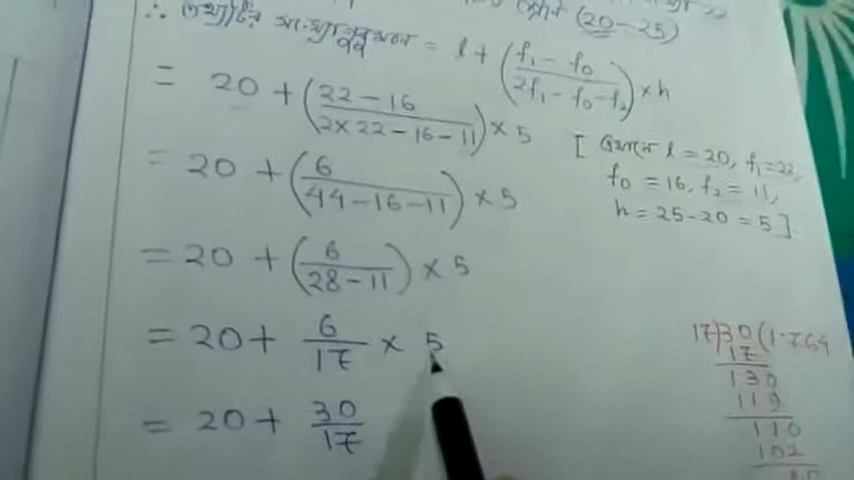 (20-25)
∴ তথ্যটির সংখ্যাগুরুমান = l + (f₁ - f₀ / 2f₁ - f₀ - f₂) × h
= 20 + (22 - 16 / 2×22 - 16 - 11) × 5
[ এখানে l = 20, f₁ = 22,
f₀ = 16, f₂ = 11,
h = 25-20 = 5 ]
= 20 + (6 / 44 - 16 - 11) × 5
= 20 + (6 / 28 - 11) × 5
= 20 + 6/17 × 5
= 20 + 30/17
17)30(1.764
17
130
119
110
102